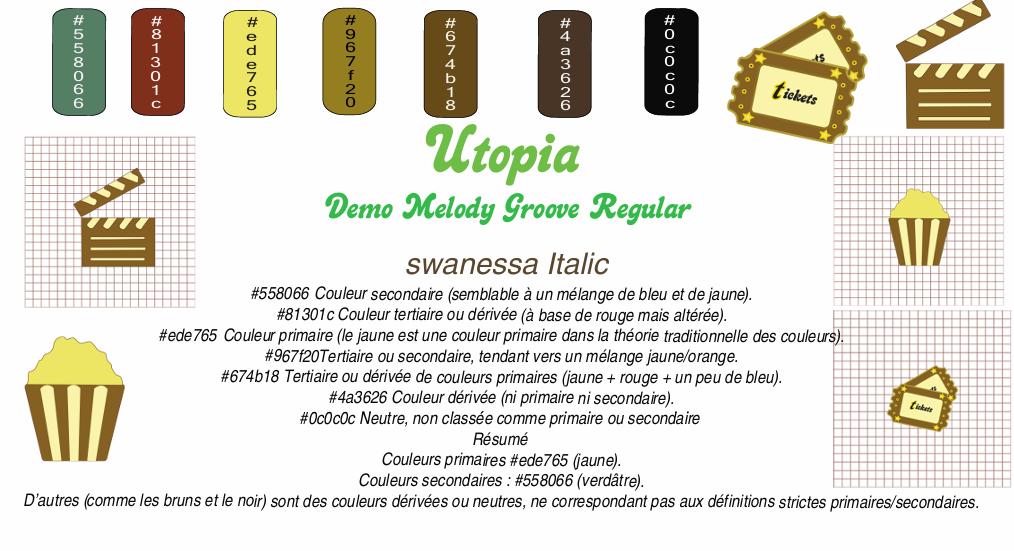 #558066
#81301c
#ede765
#967f20
#674b18
#4a3626
#0c0c0c
tickets
Utopia
Demo Melody Groove Regular
swanessa Italic
#558066 Couleur secondaire (semblable à un mélange de bleu et de jaune).
#81301c Couleur tertiaire ou dérivée (à base de rouge mais altérée).
#ede765 Couleur primaire (le jaune est une couleur primaire dans la théorie traditionnelle des couleurs).
#967f20Tertiaire ou secondaire, tendant vers un mélange jaune/orange.
#674b18 Tertiaire ou dérivée de couleurs primaires (jaune + rouge + un peu de bleu).
#4a3626 Couleur dérivée (ni primaire ni secondaire).
#0c0c0c Neutre, non classée comme primaire ou secondaire
Résumé
Couleurs primaires #ede765 (jaune).
Couleurs secondaires : #558066 (verdâtre).
D'autres (comme les bruns et le noir) sont des couleurs dérivées ou neutres, ne correspondant pas aux définitions strictes primaires/secondaires.
tickets